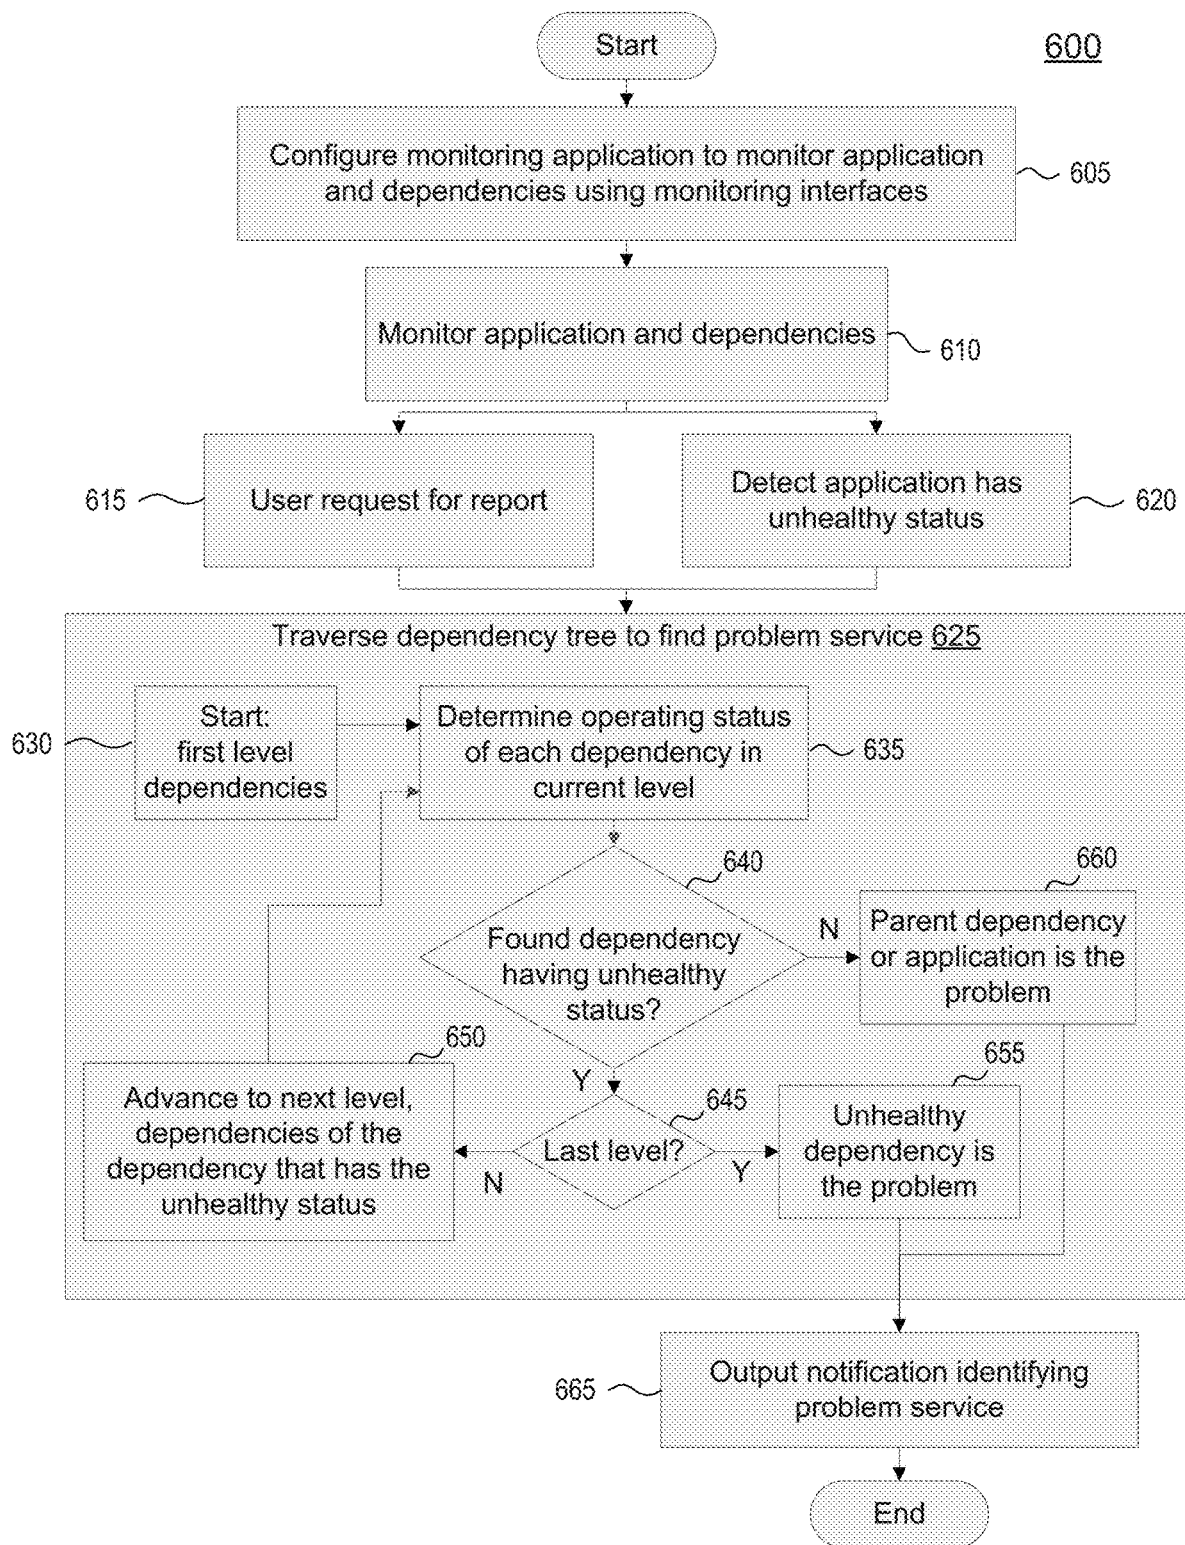 Start
600
Configure monitoring application to monitor application
and dependencies using monitoring interfaces
605
Monitor application and dependencies
610
615
User request for report
Detect application has
unhealthy status
620
Traverse dependency tree to find problem service 625
630
Start:
first level
dependencies
Determine operating status
of each dependency in
current level
635
640
Found dependency
having unhealthy
status?
N
660
Parent dependency
or application is the
problem
Y
650
Advance to next level,
dependencies of the
dependency that has the
unhealthy status
N
645
Last level?
Y
655
Unhealthy
dependency is
the problem
665
Output notification identifying
problem service
End